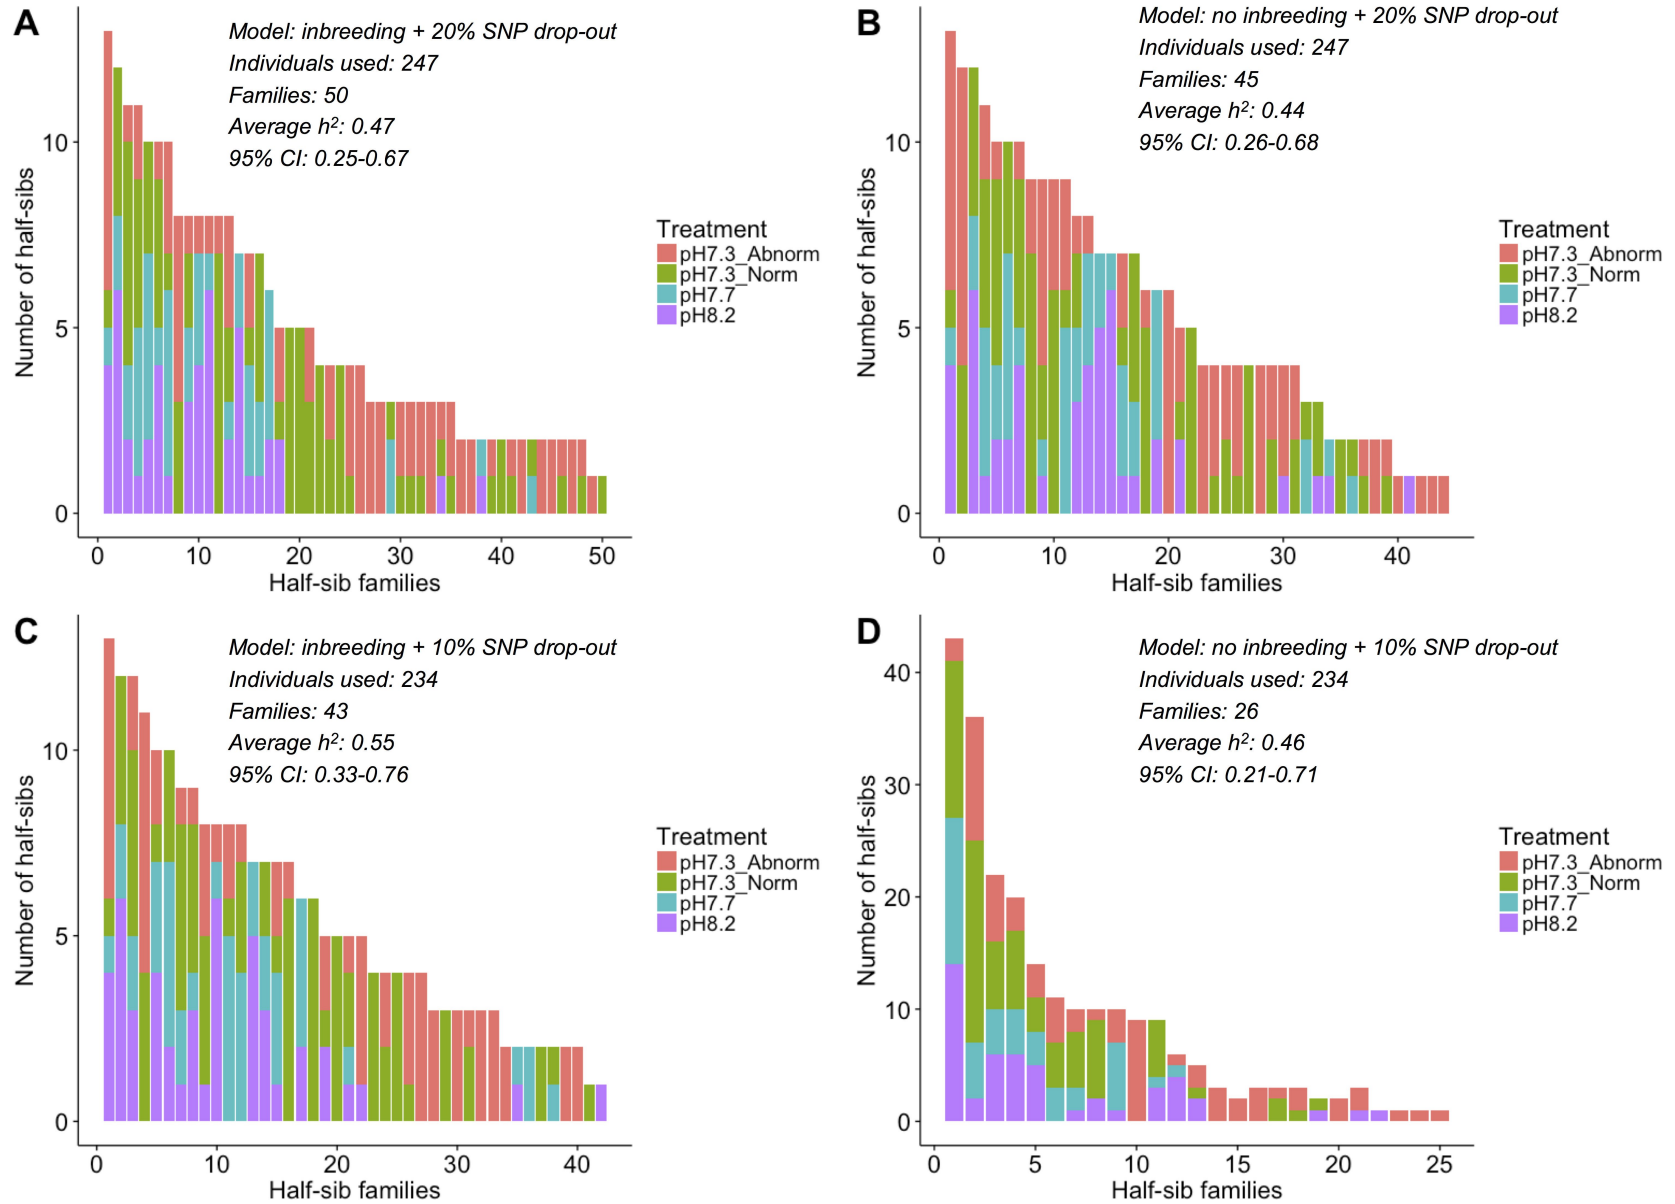 A
Model: inbreeding + 20% SNP drop-out
Individuals used: 247
Families: 50
Average h²: 0.47
95% CI: 0.25-0.67
Number of half-sibs
10
5
0
0 10 20 30 40 50
Half-sib families
Treatment
pH7.3_Abnorm
pH7.3_Norm
pH7.7
pH8.2
B
Model: no inbreeding + 20% SNP drop-out
Individuals used: 247
Families: 45
Average h²: 0.44
95% CI: 0.26-0.68
Number of half-sibs
10
5
0
0 10 20 30 40
Half-sib families
Treatment
pH7.3_Abnorm
pH7.3_Norm
pH7.7
pH8.2
C
Model: inbreeding + 10% SNP drop-out
Individuals used: 234
Families: 43
Average h²: 0.55
95% CI: 0.33-0.76
Number of half-sibs
10
5
0
0 10 20 30 40
Half-sib families
Treatment
pH7.3_Abnorm
pH7.3_Norm
pH7.7
pH8.2
D
Model: no inbreeding + 10% SNP drop-out
Individuals used: 234
Families: 26
Average h²: 0.46
95% CI: 0.21-0.71
Number of half-sibs
40
30
20
10
0
0 5 10 15 20 25
Half-sib families
Treatment
pH7.3_Abnorm
pH7.3_Norm
pH7.7
pH8.2